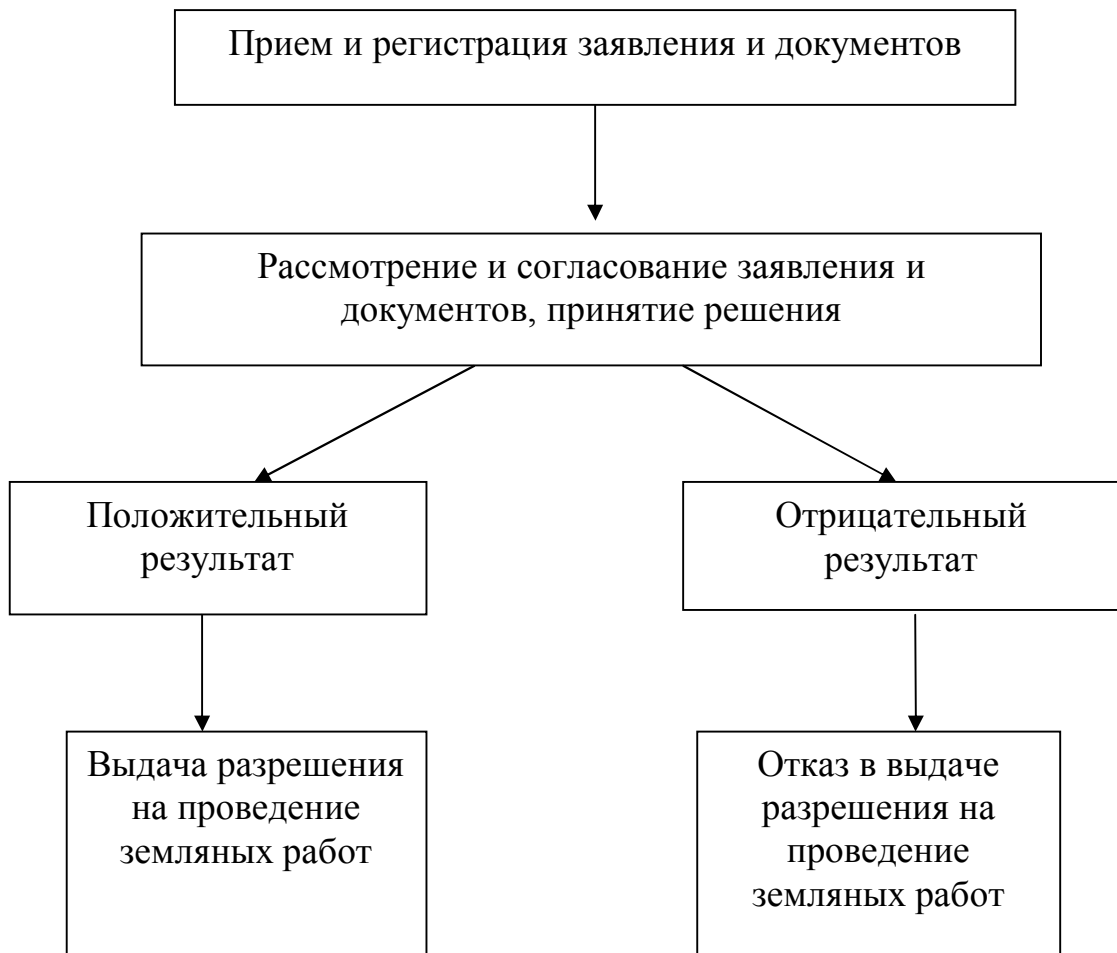 Прием и регистрация заявления и документов
Рассмотрение и согласование заявления и
документов, принятие решения
Положительный
результат
Отрицательный
результат
Выдача разрешения
на проведение
земляных работ
Отказ в выдаче
разрешения на
проведение
земляных работ